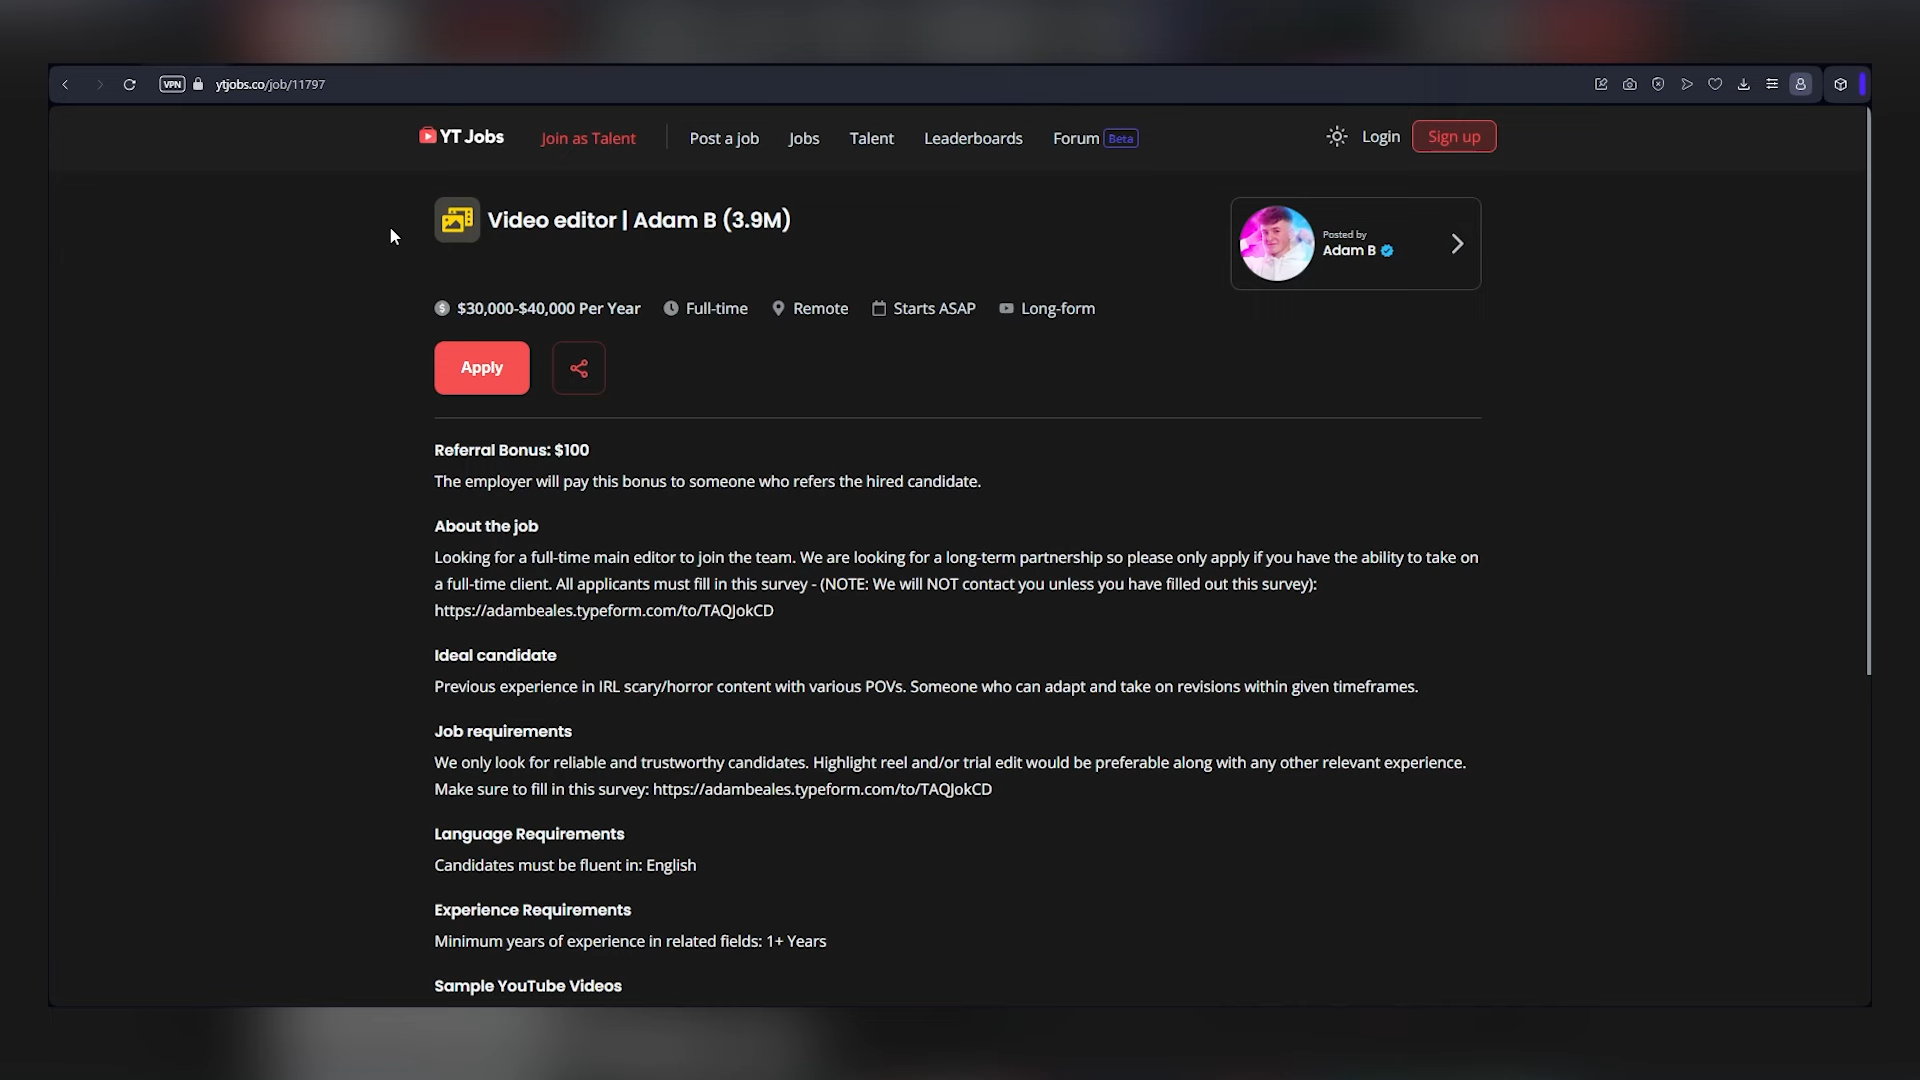 VPN ytjobs.co/job/11797
YT Jobs Join as Talent Post a job Jobs Talent Leaderboards Forum Beta Login Sign up
Video editor | Adam B (3.9M)
Posted by
Adam B
$30,000-$40,000 Per Year Full-time Remote Starts ASAP Long-form
Apply
Referral Bonus: $100
The employer will pay this bonus to someone who refers the hired candidate.
About the job
Looking for a full-time main editor to join the team. We are looking for a long-term partnership so please only apply if you have the ability to take on
a full-time client. All applicants must fill in this survey - (NOTE: We will NOT contact you unless you have filled out this survey):
https://adambeales.typeform.com/to/TAQJokCD
Ideal candidate
Previous experience in IRL scary/horror content with various POVs. Someone who can adapt and take on revisions within given timeframes.
Job requirements
We only look for reliable and trustworthy candidates. Highlight reel and/or trial edit would be preferable along with any other relevant experience.
Make sure to fill in this survey: https://adambeales.typeform.com/to/TAQJokCD
Language Requirements
Candidates must be fluent in: English
Experience Requirements
Minimum years of experience in related fields: 1+ Years
Sample YouTube Videos